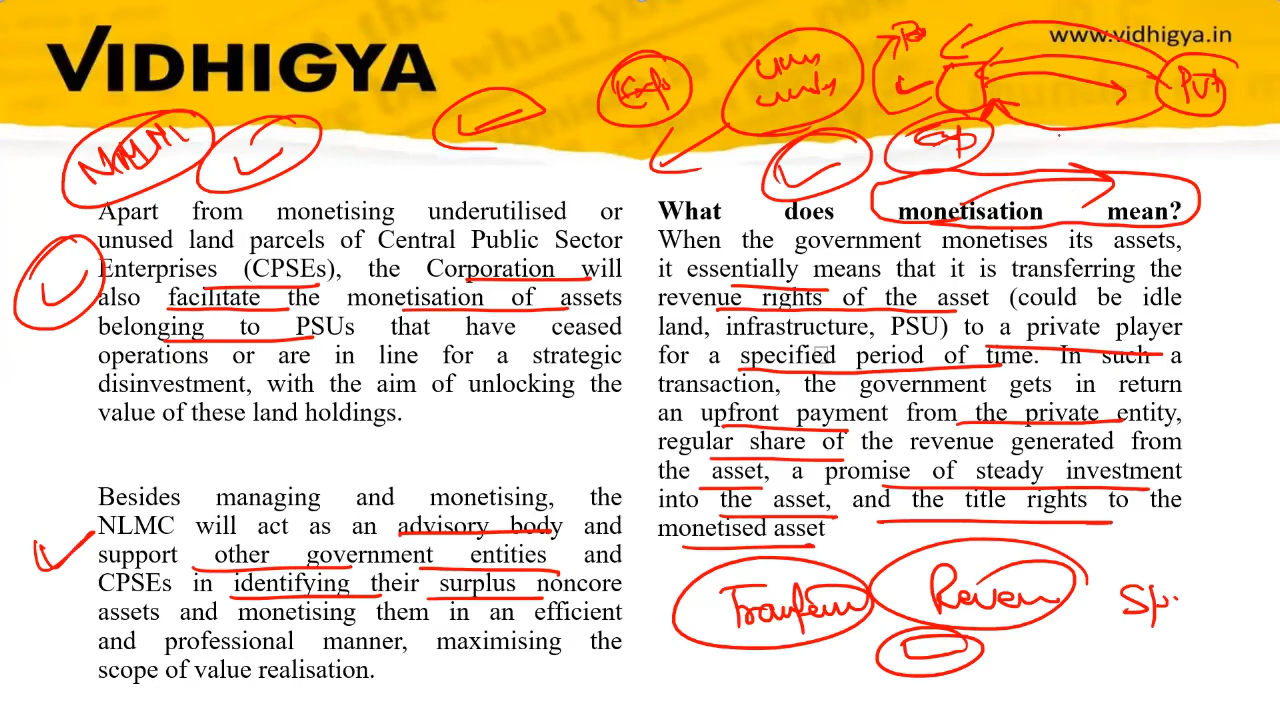 VIDHIGYA
www.vidhigya.in
Apart from monetising underutilised or
unused land parcels of Central Public Sector
Enterprises (CPSEs), the Corporation will
also facilitate the monetisation of assets
belonging to PSUs that have ceased
operations or are in line for a strategic
disinvestment, with the aim of unlocking the
value of these land holdings.
Besides managing and monetising, the
NLMC will act as an advisory body and
support other government entities and
CPSEs in identifying their surplus noncore
assets and monetising them in an efficient
and professional manner, maximising the
scope of value realisation.
What does monetisation mean?
When the government monetises its assets,
it essentially means that it is transferring the
revenue rights of the asset (could be idle
land, infrastructure, PSU) to a private player
for a specified period of time. In such a
transaction, the government gets in return
an upfront payment from the private entity,
regular share of the revenue generated from
the asset, a promise of steady investment
into the asset, and the title rights to the
monetised asset